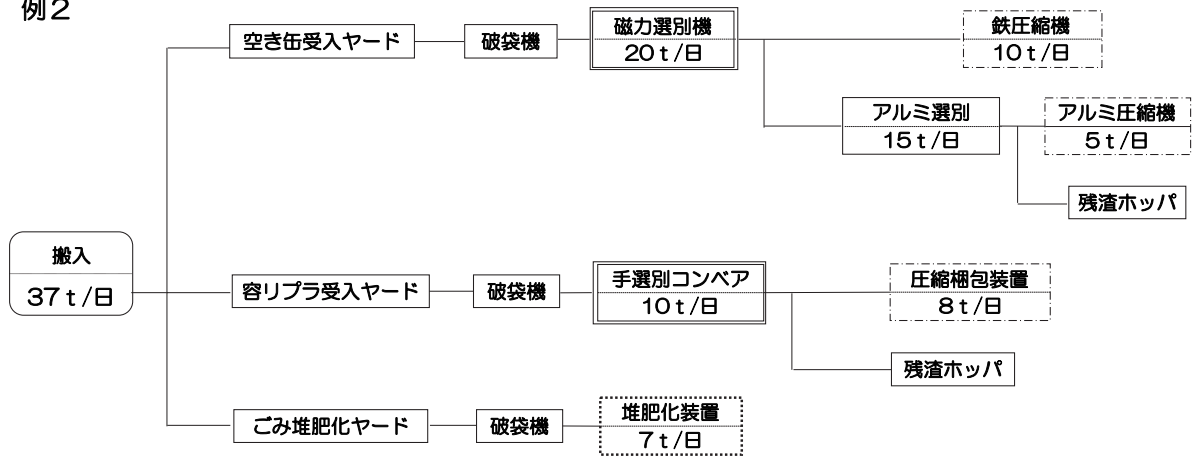 例2
空き缶受入ヤード
破袋機
磁力選別機
20t/日
鉄圧縮機
10t/日
アルミ選別
15t/日
アルミ圧縮機
5t/日
残渣ホッパ
搬入
37t/日
容リプラ受入ヤード
破袋機
手選別コンベア
10t/日
圧縮梱包装置
8t/日
残渣ホッパ
ごみ堆肥化ヤード
破袋機
堆肥化装置
7t/日